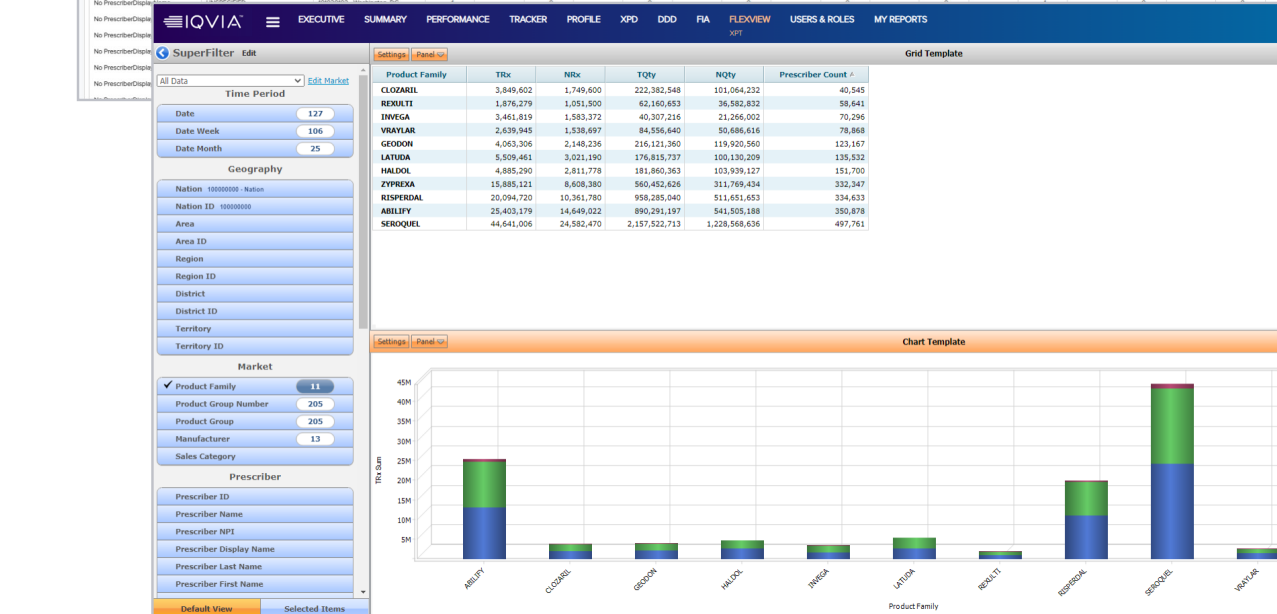 No PrescriberDisplay
No PrescriberDisplay
No PrescriberDisplay
No PrescriberDisplay
No PrescriberDisplay
No PrescriberDisplay
IQVIA EXECUTIVE SUMMARY PERFORMANCE TRACKER PROFILE XPD DDD FIA FLEXVIEW USERS & ROLES MY REPORTS
XPT
SuperFilter Edit
All Data Edit Market
Time Period
Date 127
Date Week 106
Date Month 25
Geography
Nation 100000000 - Nation
Nation ID 100000000
Area
Area ID
Region
Region ID
District
District ID
Territory
Territory ID
Market
Product Family 11
Product Group Number 205
Product Group 205
Manufacturer 13
Sales Category
Prescriber
Prescriber ID
Prescriber Name
Prescriber NPI
Prescriber Display Name
Prescriber Last Name
Prescriber First Name
Default View Selected Items
Settings Panel Grid Template
Product Family TRx NRx TQty NQty Prescriber Count
CLOZARIL 3,849,602 1,749,600 222,382,548 101,064,232 40,545
REXULTI 1,876,279 1,051,500 62,160,653 36,582,832 58,641
INVEGA 3,461,819 1,583,372 40,307,216 21,266,002 70,296
VRAYLAR 2,639,945 1,538,697 84,556,640 50,686,616 78,868
GEODON 4,063,306 2,148,236 216,121,360 119,920,560 123,167
LATUDA 5,509,461 3,021,190 176,815,737 100,130,209 135,532
HALDOL 4,885,290 2,811,778 181,860,363 103,939,127 151,700
ZYPREXA 15,885,121 8,608,380 560,452,626 311,769,434 332,347
RISPERDAL 20,094,720 10,361,780 958,285,040 511,651,653 334,633
ABILIFY 25,403,179 14,649,022 890,291,197 541,505,188 350,878
SEROQUEL 44,641,006 24,582,470 2,157,522,713 1,228,568,636 497,761
Settings Panel Chart Template
45M
40M
35M
30M
25M
20M
15M
10M
5M
TRx Sum
ABILIFY CLOZARIL GEODON HALDOL INVEGA LATUDA REXULTI RISPERDAL SEROQUEL VRAYLAR
Product Family